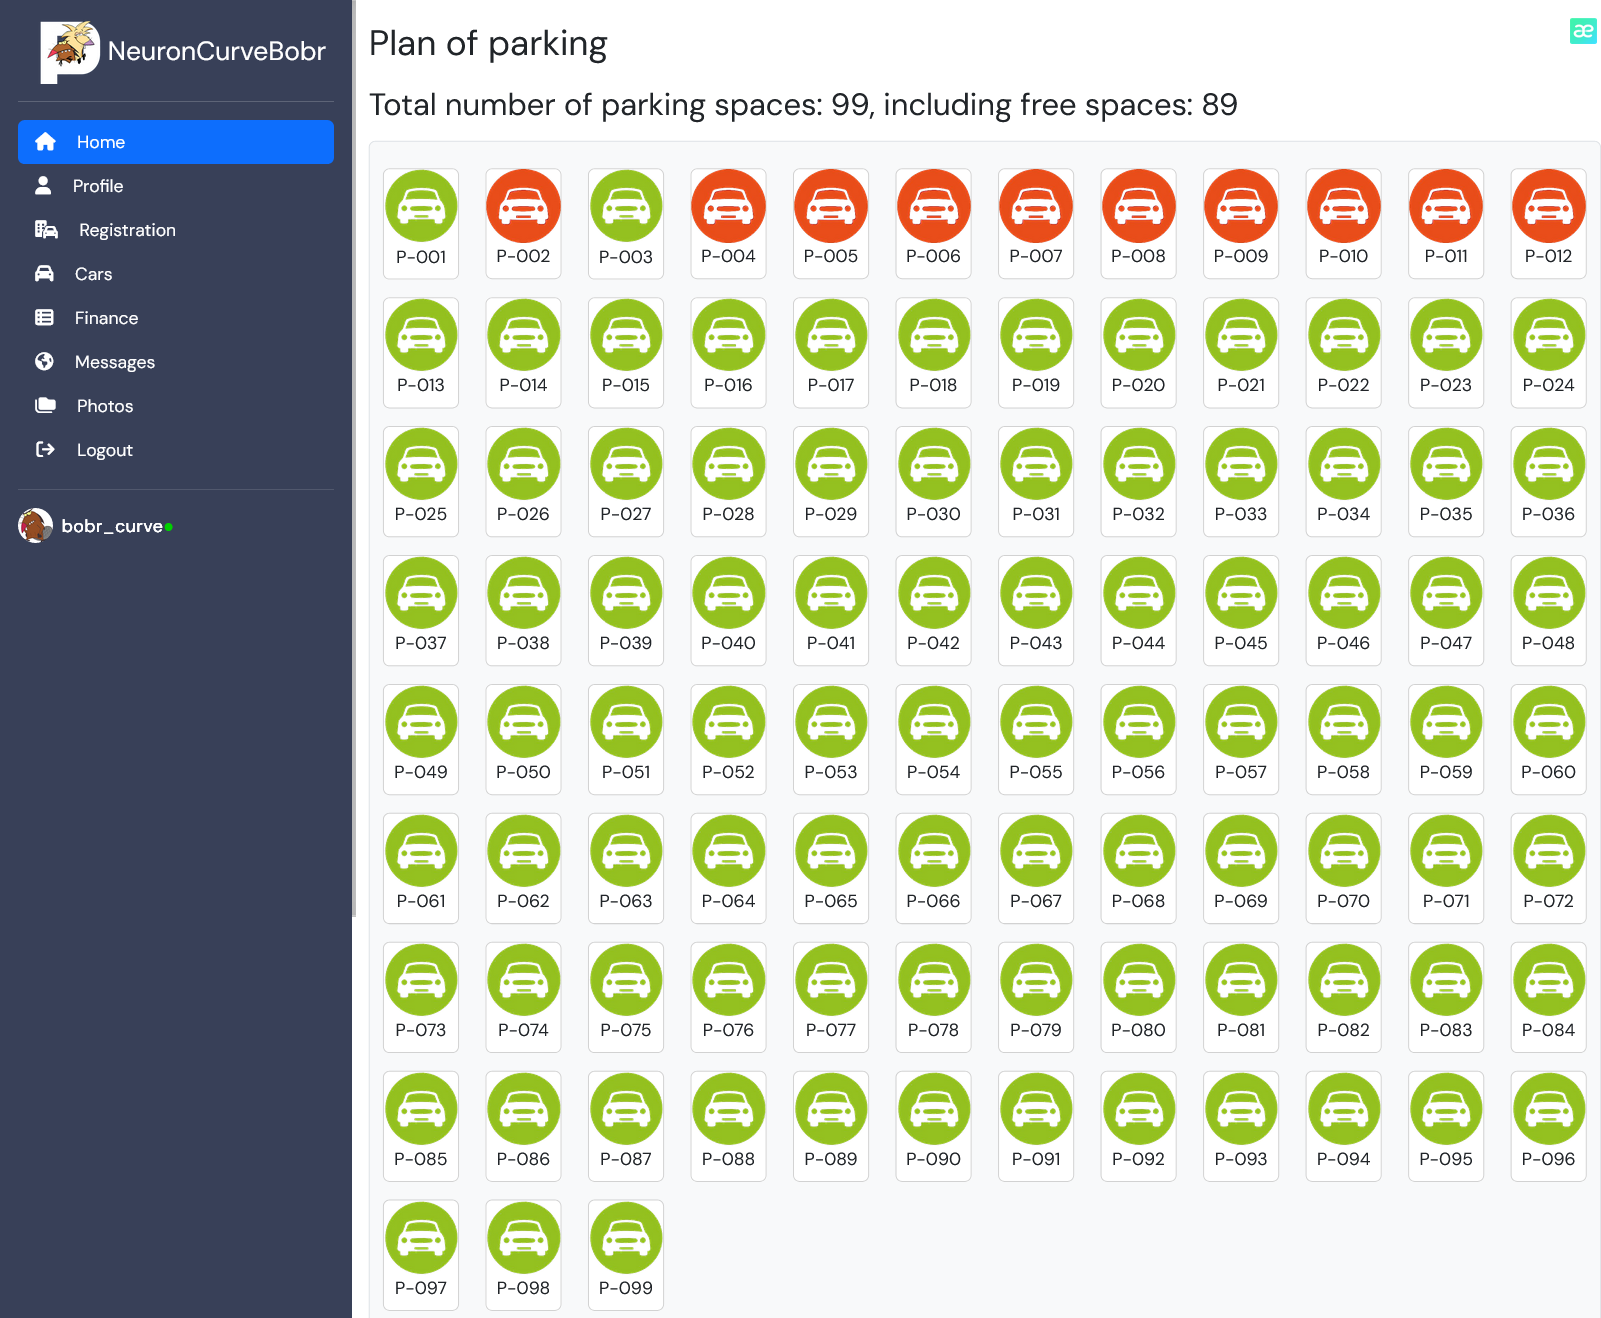 NeuronCurveBobr
Home
Profile
Registration
Cars
Finance
Messages
Photos
Logout
bobr_curve
Plan of parking
æ
Total number of parking spaces: 99, including free spaces: 89
P-001 P-002 P-003 P-004 P-005 P-006 P-007 P-008 P-009 P-010 P-011 P-012
P-013 P-014 P-015 P-016 P-017 P-018 P-019 P-020 P-021 P-022 P-023 P-024
P-025 P-026 P-027 P-028 P-029 P-030 P-031 P-032 P-033 P-034 P-035 P-036
P-037 P-038 P-039 P-040 P-041 P-042 P-043 P-044 P-045 P-046 P-047 P-048
P-049 P-050 P-051 P-052 P-053 P-054 P-055 P-056 P-057 P-058 P-059 P-060
P-061 P-062 P-063 P-064 P-065 P-066 P-067 P-068 P-069 P-070 P-071 P-072
P-073 P-074 P-075 P-076 P-077 P-078 P-079 P-080 P-081 P-082 P-083 P-084
P-085 P-086 P-087 P-088 P-089 P-090 P-091 P-092 P-093 P-094 P-095 P-096
P-097 P-098 P-099